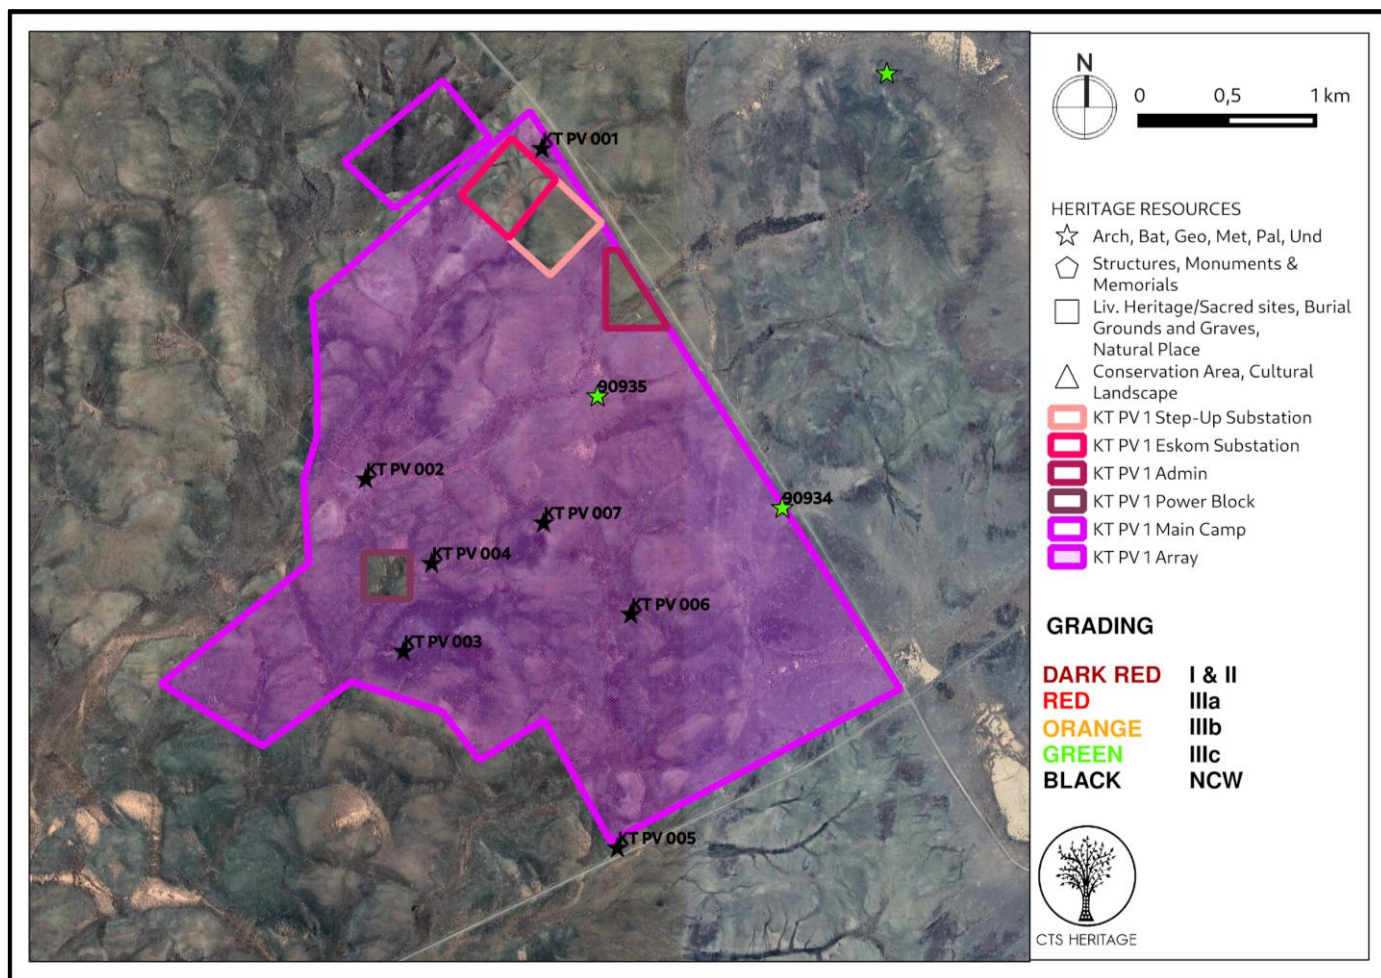 KT PV 001
90935
KT PV 002
90934
KT PV 007
KT PV 004
KT PV 006
KT PV 003
KT PV 005
N
0 0,5 1 km
HERITAGE RESOURCES
Arch, Bat, Geo, Met, Pal, Und
Structures, Monuments &
Memorials
Liv. Heritage/Sacred sites, Burial
Grounds and Graves,
Natural Place
Conservation Area, Cultural
Landscape
KT PV 1 Step-Up Substation
KT PV 1 Eskom Substation
KT PV 1 Admin
KT PV 1 Power Block
KT PV 1 Main Camp
KT PV 1 Array
GRADING
DARK RED I & II
RED IIIa
ORANGE IIIb
GREEN IIIc
BLACK NCW
CTS HERITAGE